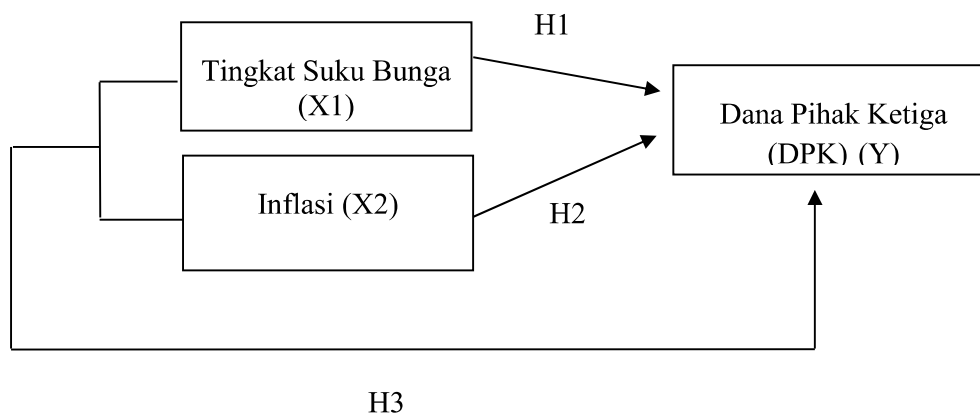 H1
Tingkat Suku Bunga
(X1)
Dana Pihak Ketiga
(DPK) (Y)
Inflasi (X2)
H2
H3